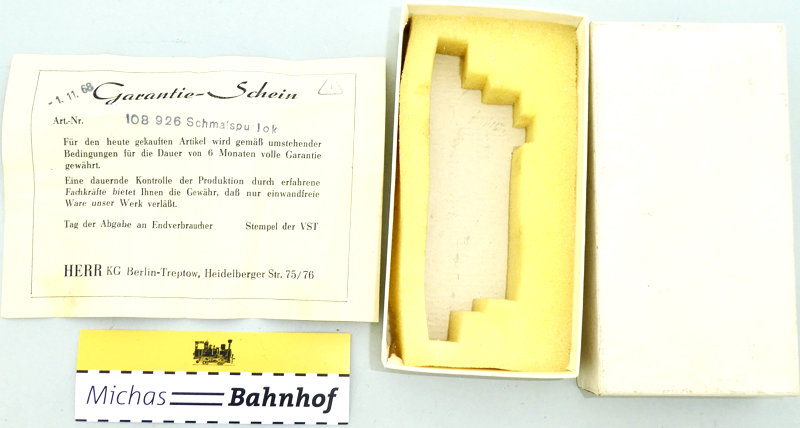 - 1. 11. 68
Garantie-Schein
Art.-Nr. 108 926 Schmalspurlok
Für den heute gekauften Artikel wird gemäß umstehender
Bedingungen für die Dauer von 6 Monaten volle Garantie
gewährt.
Eine dauernde Kontrolle der Produktion durch erfahrene
Fachkräfte bietet Ihnen die Gewähr, daß nur einwandfreie
Ware unser Werk verläßt.
Tag der Abgabe an Endverbraucher Stempel der VST
HERR KG Berlin-Treptow, Heidelberger Str. 75/76
Michas Bahnhof